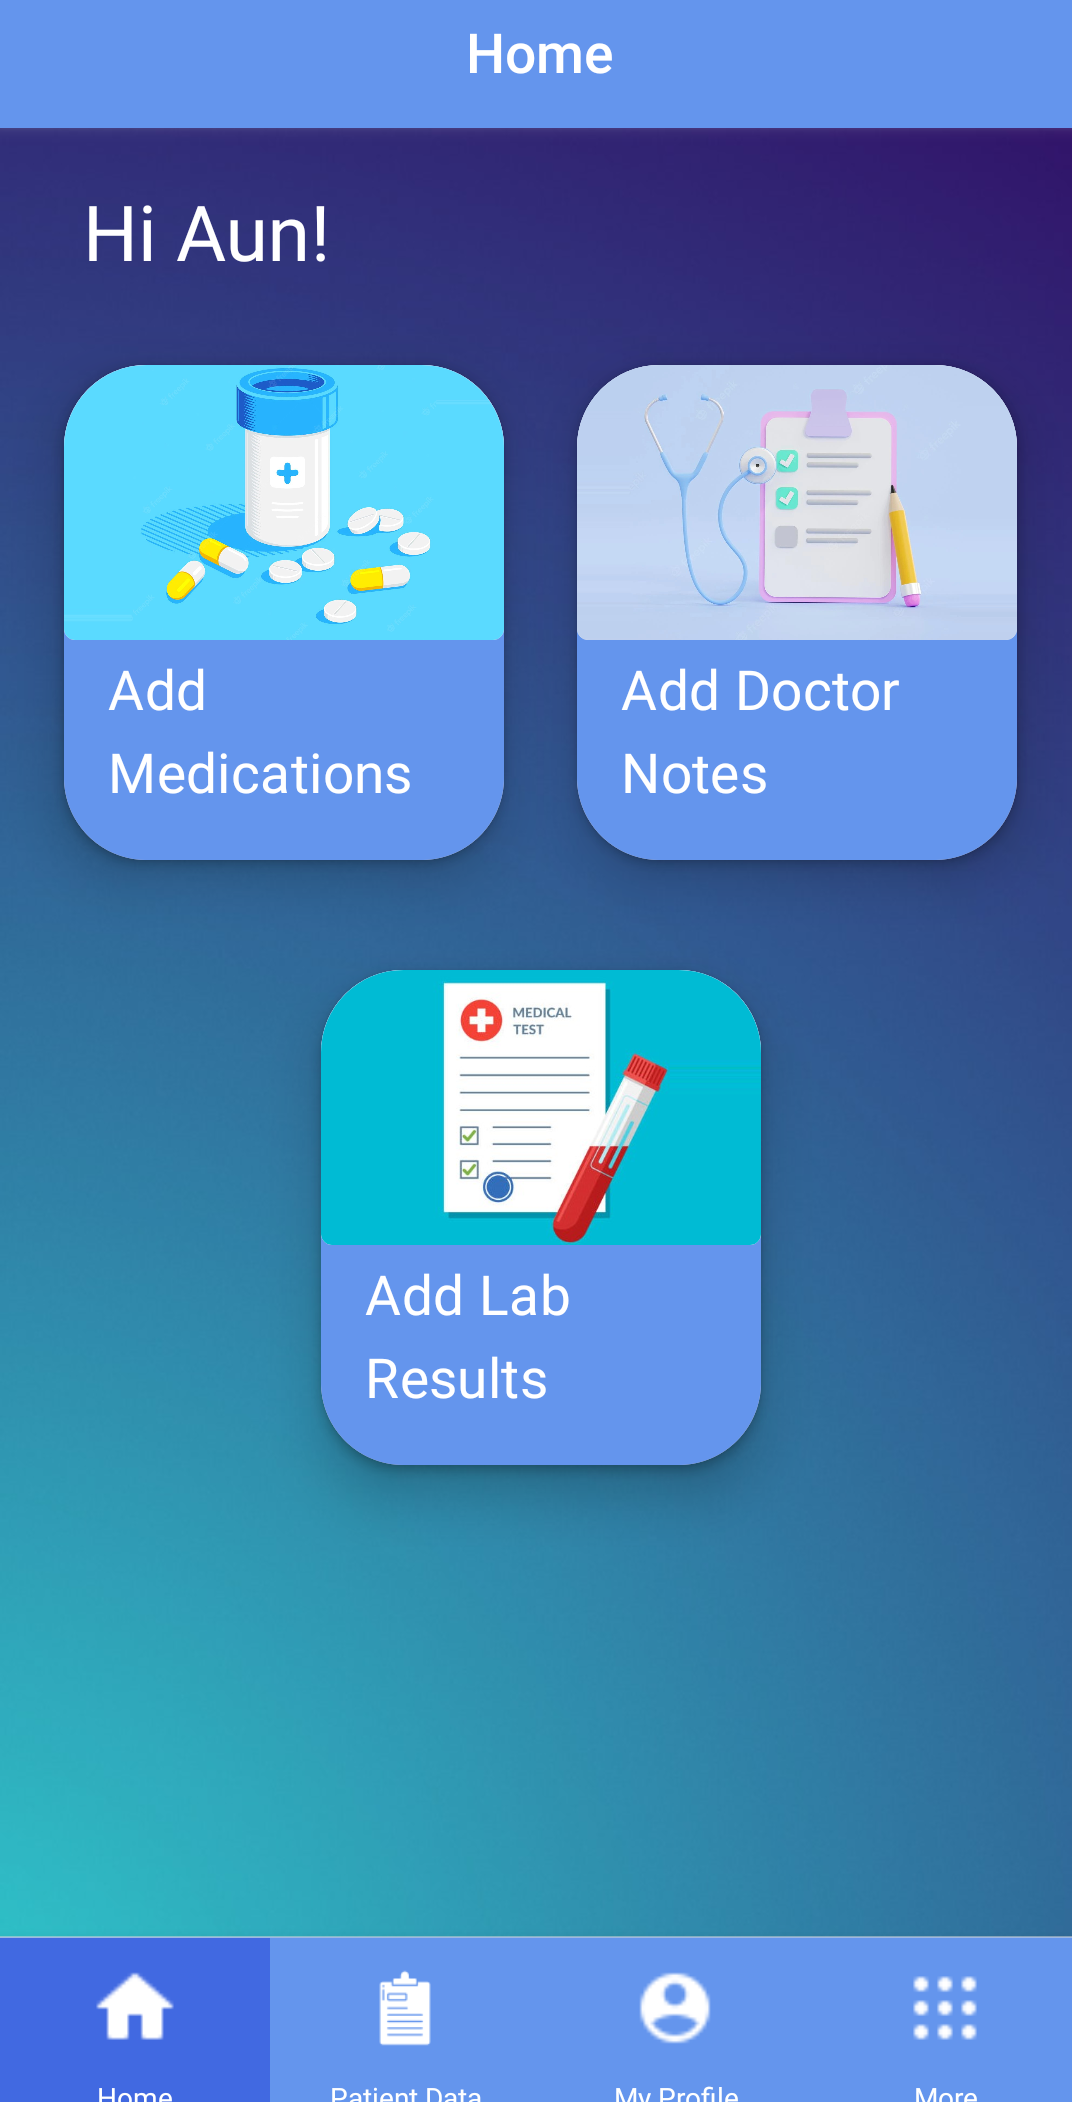 Home
Hi Aun!
Add
Medications
Add Doctor
Notes
MEDICAL
TEST
Add Lab
Results
Home
Patient Data
My Profile
More